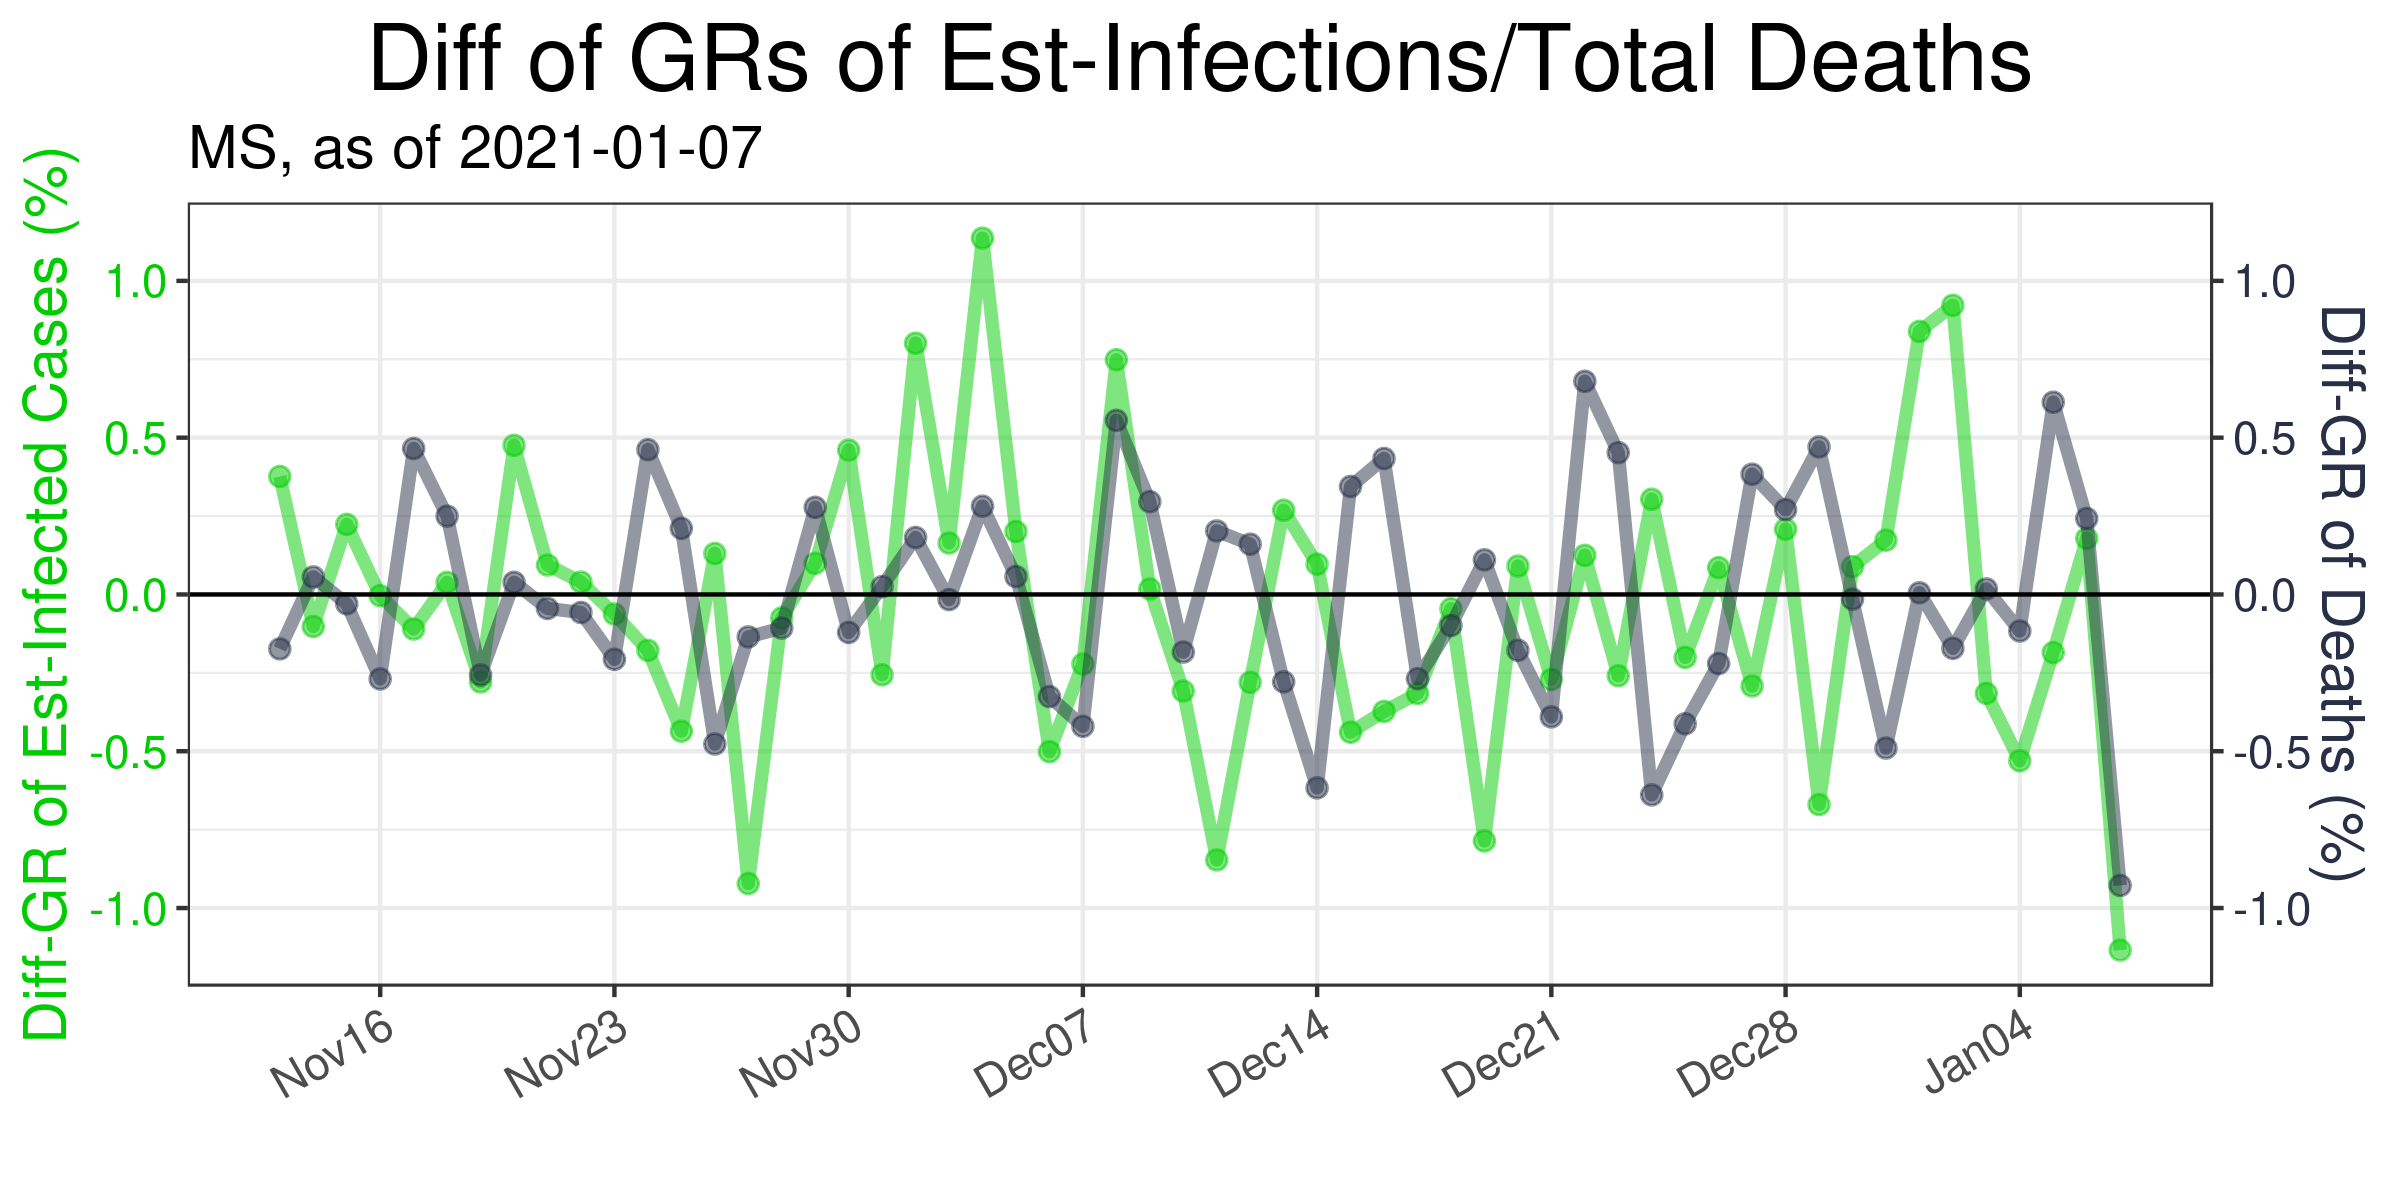 Diff of GRs of Est-Infections/Total Deaths
MS, as of 2021-01-07
Diff-GR of Est-Infected Cases (%)
1.0
0.5
0.0
-0.5
-1.0
1.0
0.5
0.0
-0.5
-1.0
Diff-GR of Deaths (%)
Nov16
Nov23
Nov30
Dec07
Dec14
Dec21
Dec28
Jan04